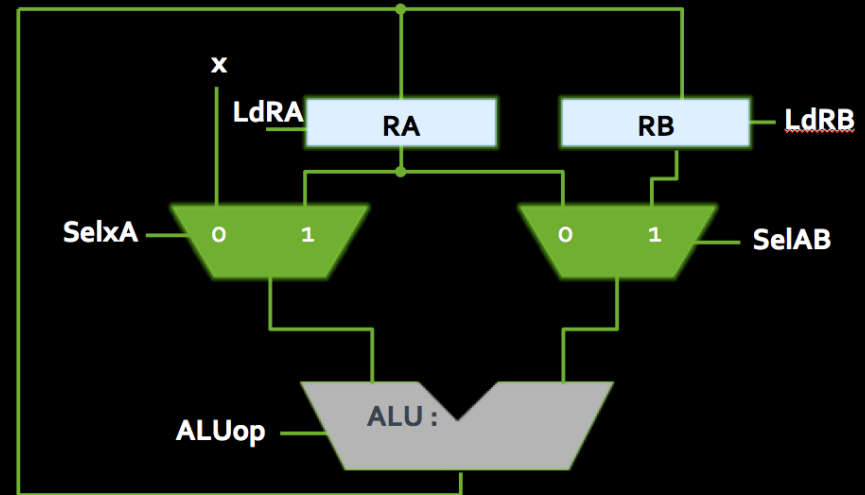 x
LdRA
RA
RB
LdRB
SelxA
0
1
0
1
SelAB
ALUop
ALU :